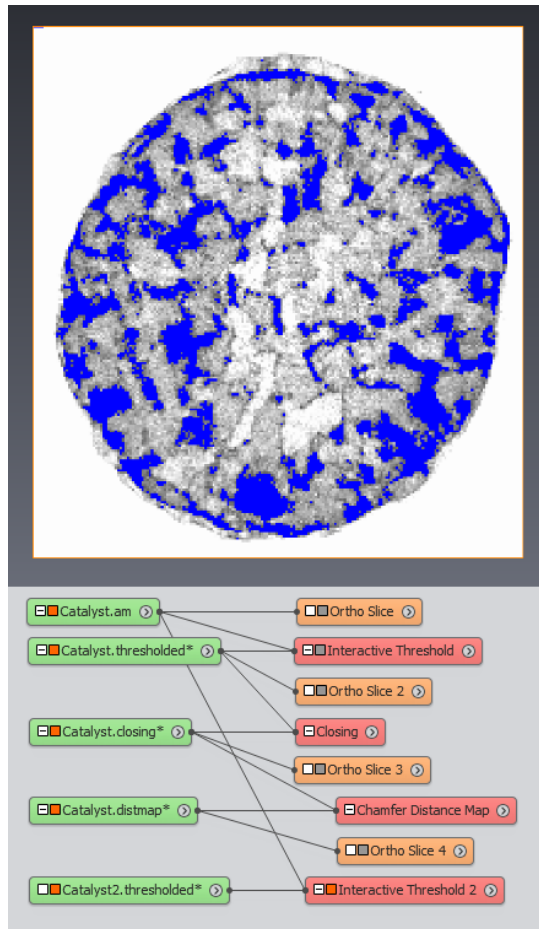 Catalyst.am
Ortho Slice
Catalyst.thresholded*
Interactive Threshold
Ortho Slice 2
Catalyst.closing*
Closing
Ortho Slice 3
Catalyst.distmap*
Chamfer Distance Map
Ortho Slice 4
Catalyst2.thresholded*
Interactive Threshold 2